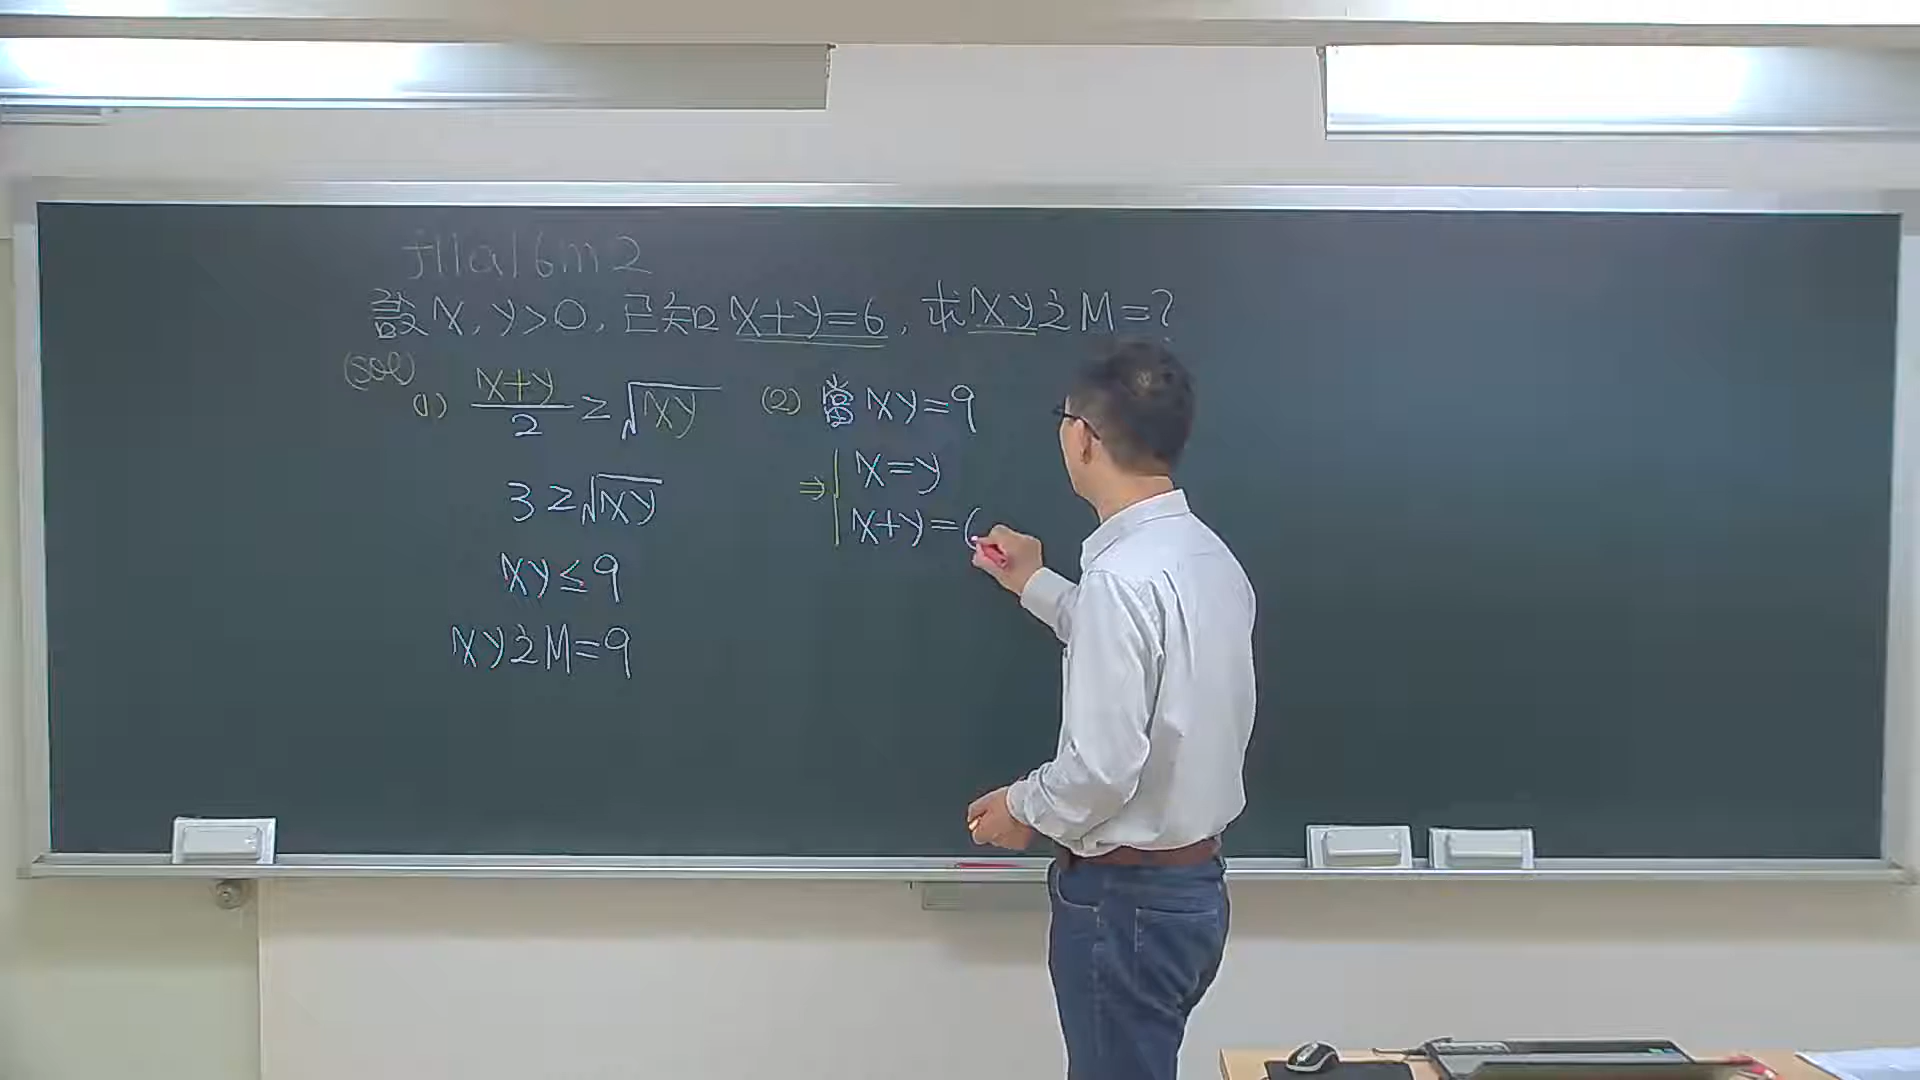 f11a16m2
設x, y>0, 已知x+y=6, 求xy之M=?
(sol)
(1) x+y/2 ≥ √xy
3≥√xy
xy≤9
xy之M=9
(2) 當xy=9
⇒ x=y
x+y=6